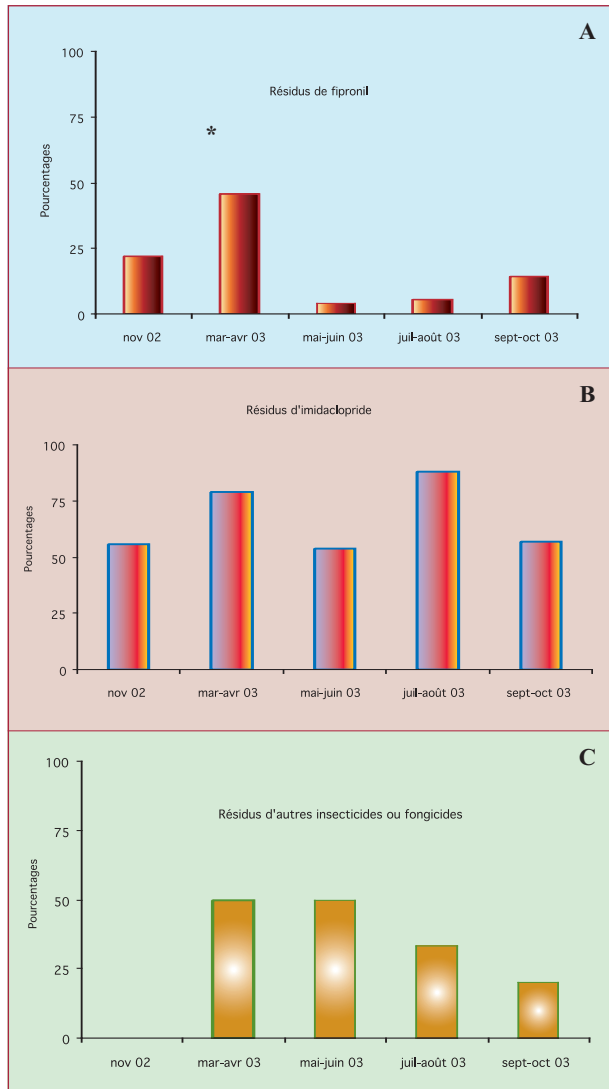 A
Résidus de fipronil
*
Pourcentages
100
75
50
25
0
nov 02 mar-avr 03 mai-juin 03 juil-août 03 sept-oct 03
B
Résidus d'imidaclopride
Pourcentages
100
75
50
25
0
nov 02 mar-avr 03 mai-juin 03 juil-août 03 sept-oct 03
C
Résidus d'autres insecticides ou fongicides
Pourcentages
100
75
50
25
0
nov 02 mar-avr 03 mai-juin 03 juil-août 03 sept-oct 03